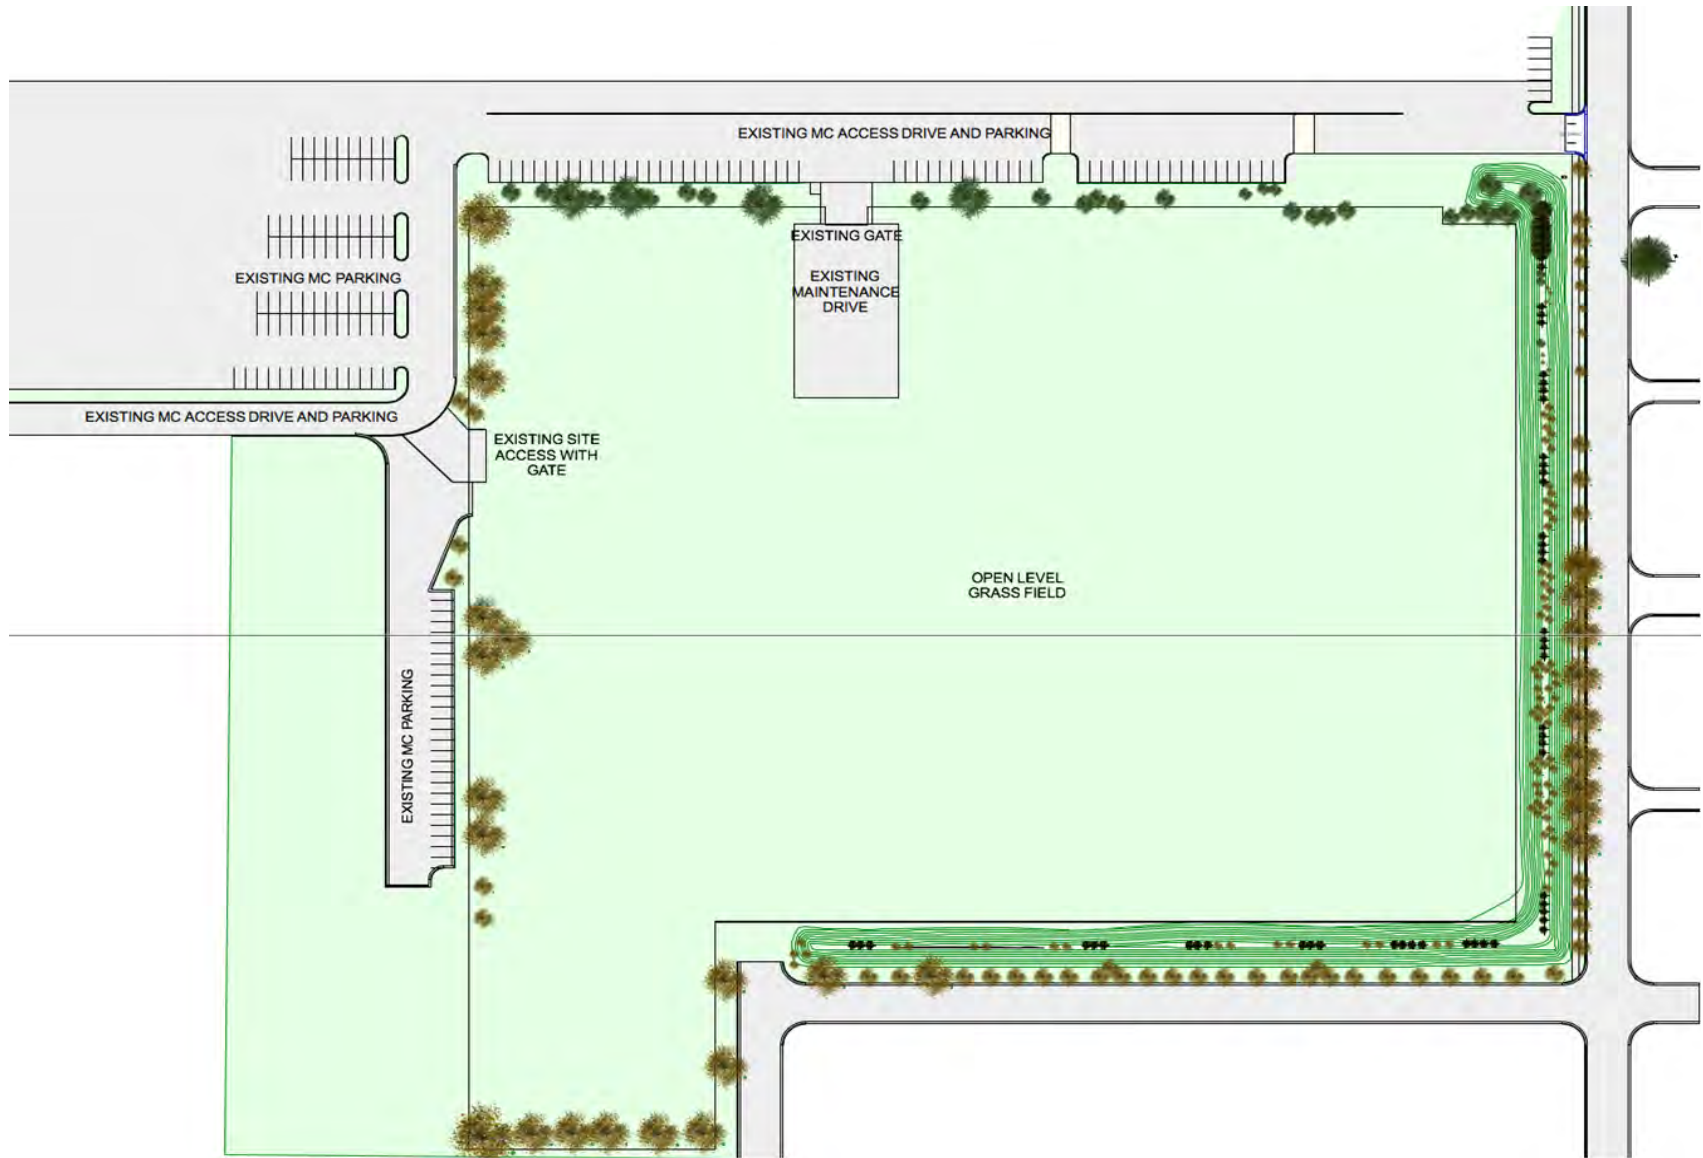 EXISTING MC ACCESS DRIVE AND PARKING
EXISTING GATE
EXISTING
MAINTENANCE
DRIVE
EXISTING MC PARKING
EXISTING MC ACCESS DRIVE AND PARKING
EXISTING SITE
ACCESS WITH
GATE
OPEN LEVEL
GRASS FIELD
EXISTING MC PARKING